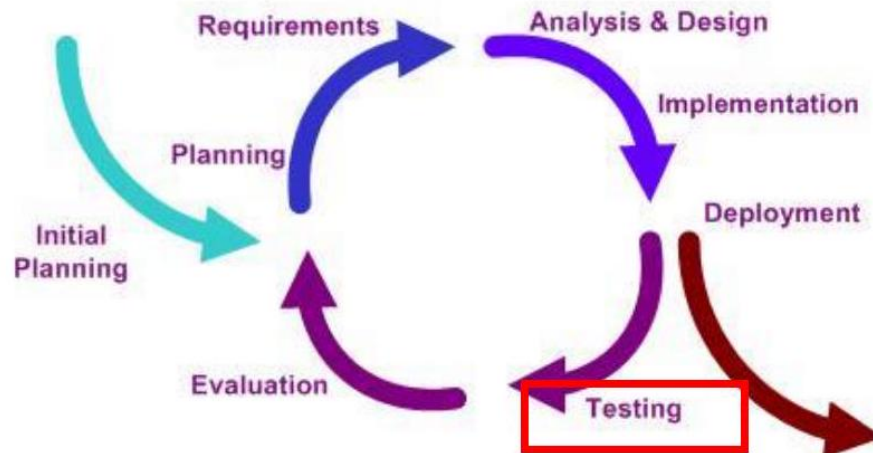 Requirements
Analysis & Design
Implementation
Planning
Deployment
Initial
Planning
Evaluation
Testing